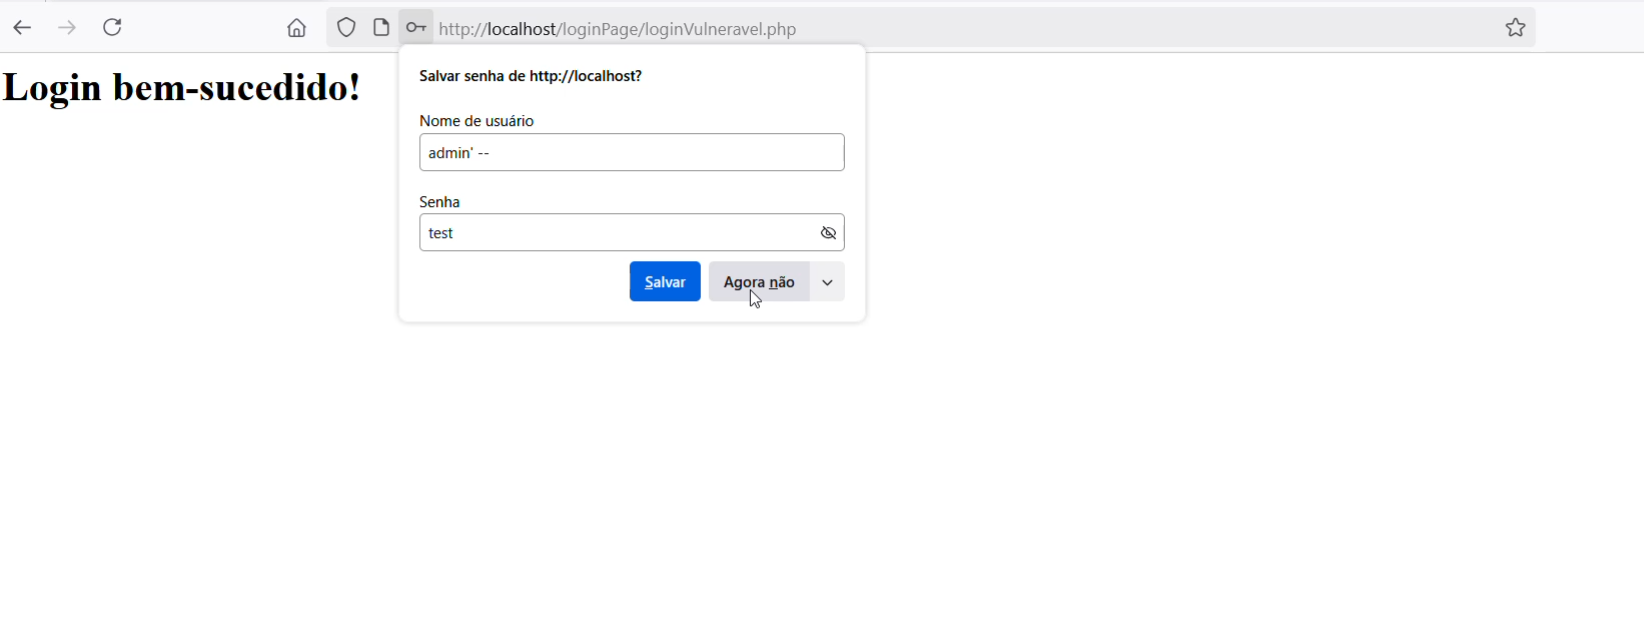 http://localhost/loginPage/loginVulneravel.php
Login bem-sucedido!
Salvar senha de http://localhost?
Nome de usuário
admin' --
Senha
test
Salvar
Agora não